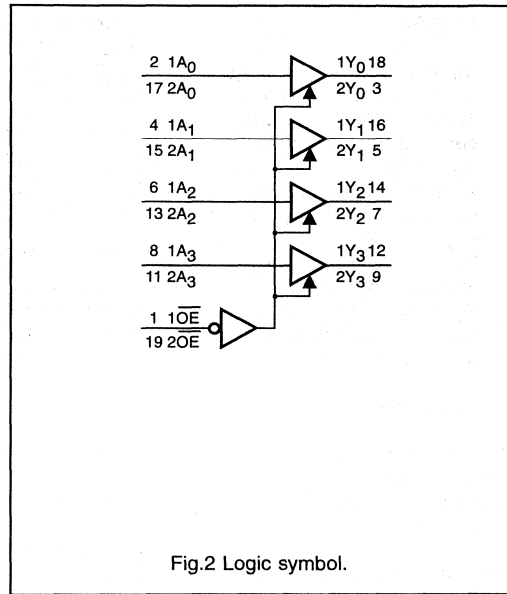 2 1A0 1Y0 18
17 2A0 2Y0 3
4 1A1 1Y1 16
15 2A1 2Y1 5
6 1A2 1Y2 14
13 2A2 2Y2 7
8 1A3 1Y3 12
11 2A3 2Y3 9
1 1O̅E̅
19 2O̅E̅
Fig.2 Logic symbol.